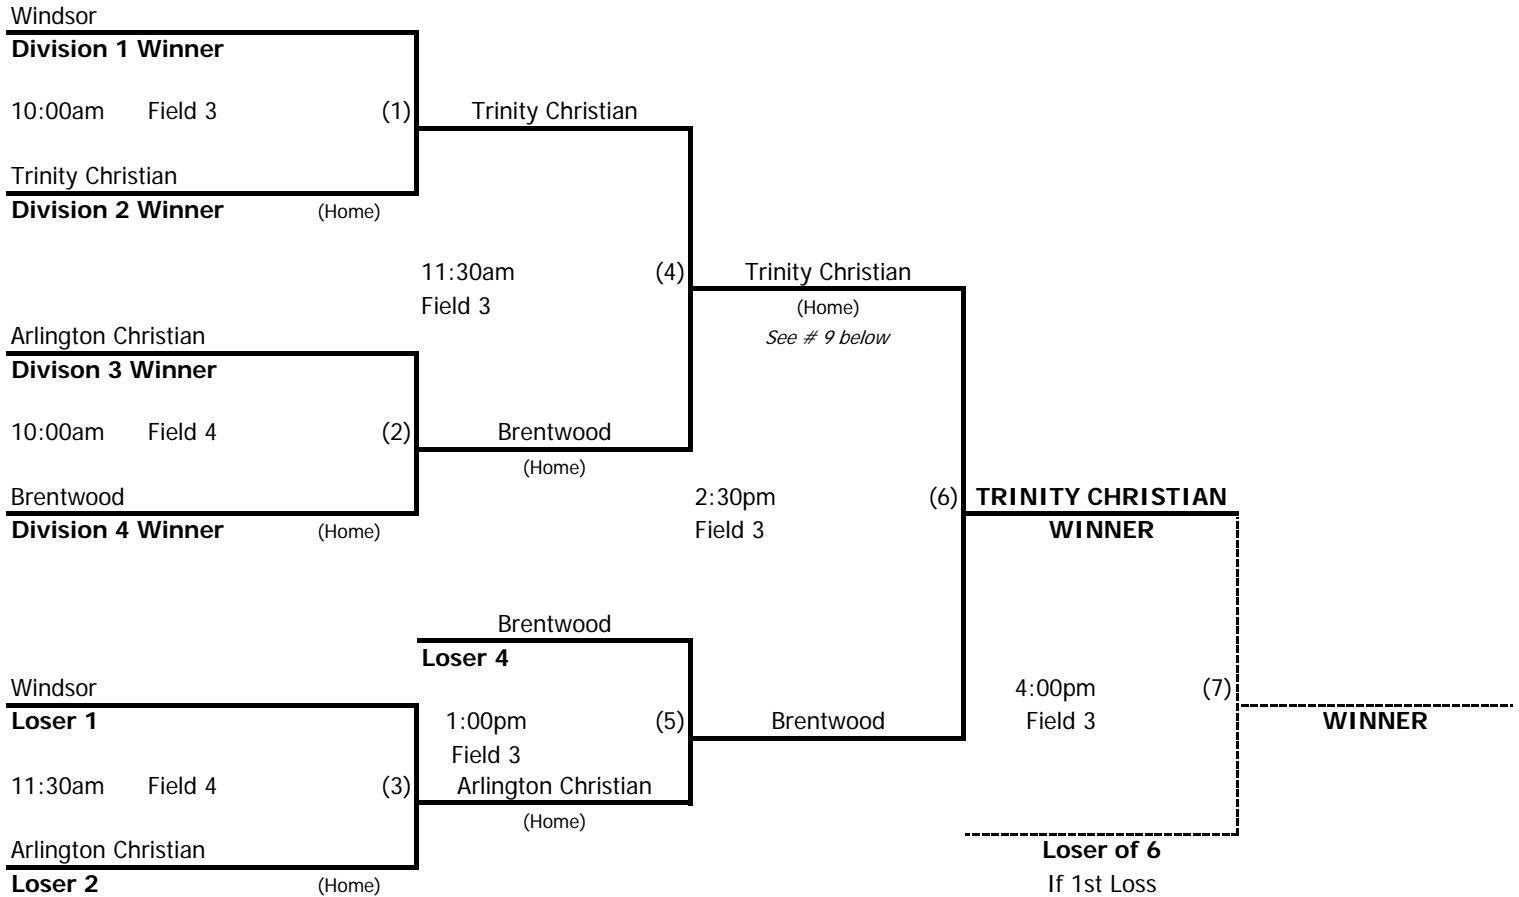 Windsor
Division 1 Winner
10:00am Field 3 (1) Trinity Christian
Trinity Christian
Division 2 Winner (Home)
11:30am (4) Trinity Christian
Field 3 (Home)
Arlington Christian See # 9 below
Divison 3 Winner
10:00am Field 4 (2) Brentwood
(Home)
Brentwood 2:30pm (6) TRINITY CHRISTIAN
Division 4 Winner (Home) Field 3 WINNER
Brentwood
Loser 4
Windsor 4:00pm (7)
Loser 1 1:00pm (5) Brentwood Field 3 WINNER
Field 3
11:30am Field 4 (3) Arlington Christian
(Home)
Arlington Christian Loser of 6
Loser 2 (Home) If 1st Loss